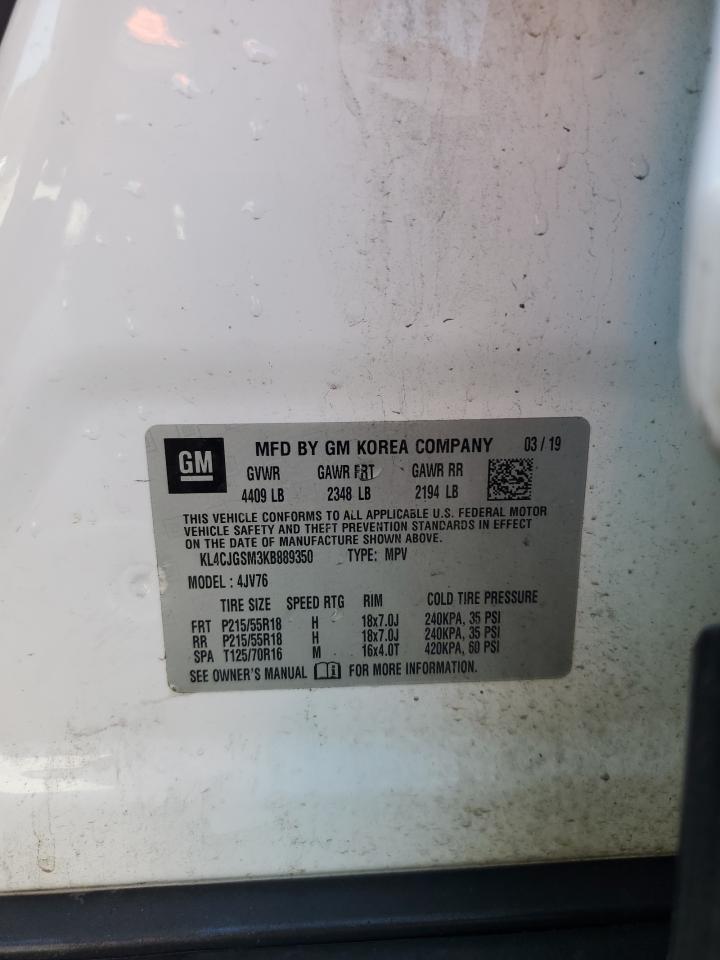 GM MFD BY GM KOREA COMPANY 03 / 19
GVWR GAWR FRT GAWR RR
4409 LB 2348 LB 2194 LB
THIS VEHICLE CONFORMS TO ALL APPLICABLE U.S. FEDERAL MOTOR
VEHICLE SAFETY AND THEFT PREVENTION STANDARDS IN EFFECT
ON THE DATE OF MANUFACTURE SHOWN ABOVE.
KL4CJGSM3KB889350 TYPE: MPV
MODEL : 4JV76
TIRE SIZE SPEED RTG RIM COLD TIRE PRESSURE
FRT P215/55R18 H 18x7.0J 240KPA, 35 PSI
RR P215/55R18 H 18x7.0J 240KPA, 35 PSI
SPA T125/70R16 M 16x4.0T 420KPA, 60 PSI
SEE OWNER'S MANUAL FOR MORE INFORMATION.